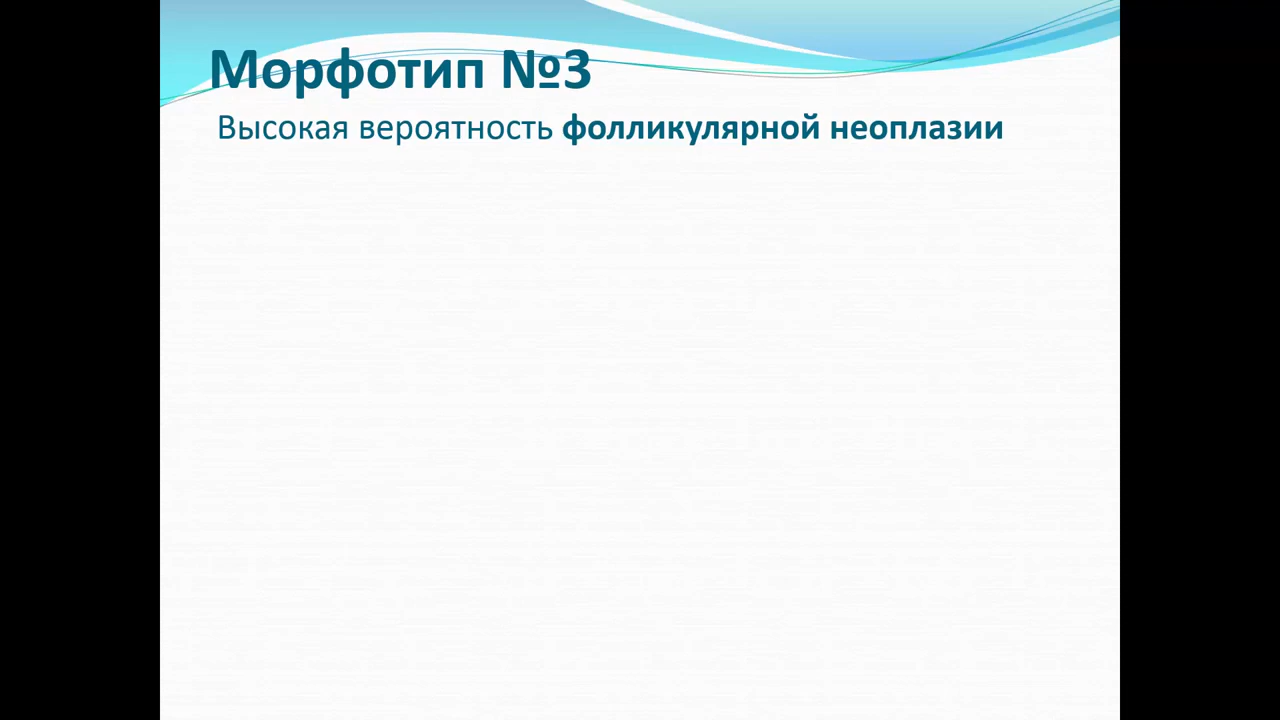 Морфотип №3
Высокая вероятность фолликулярной неоплазии